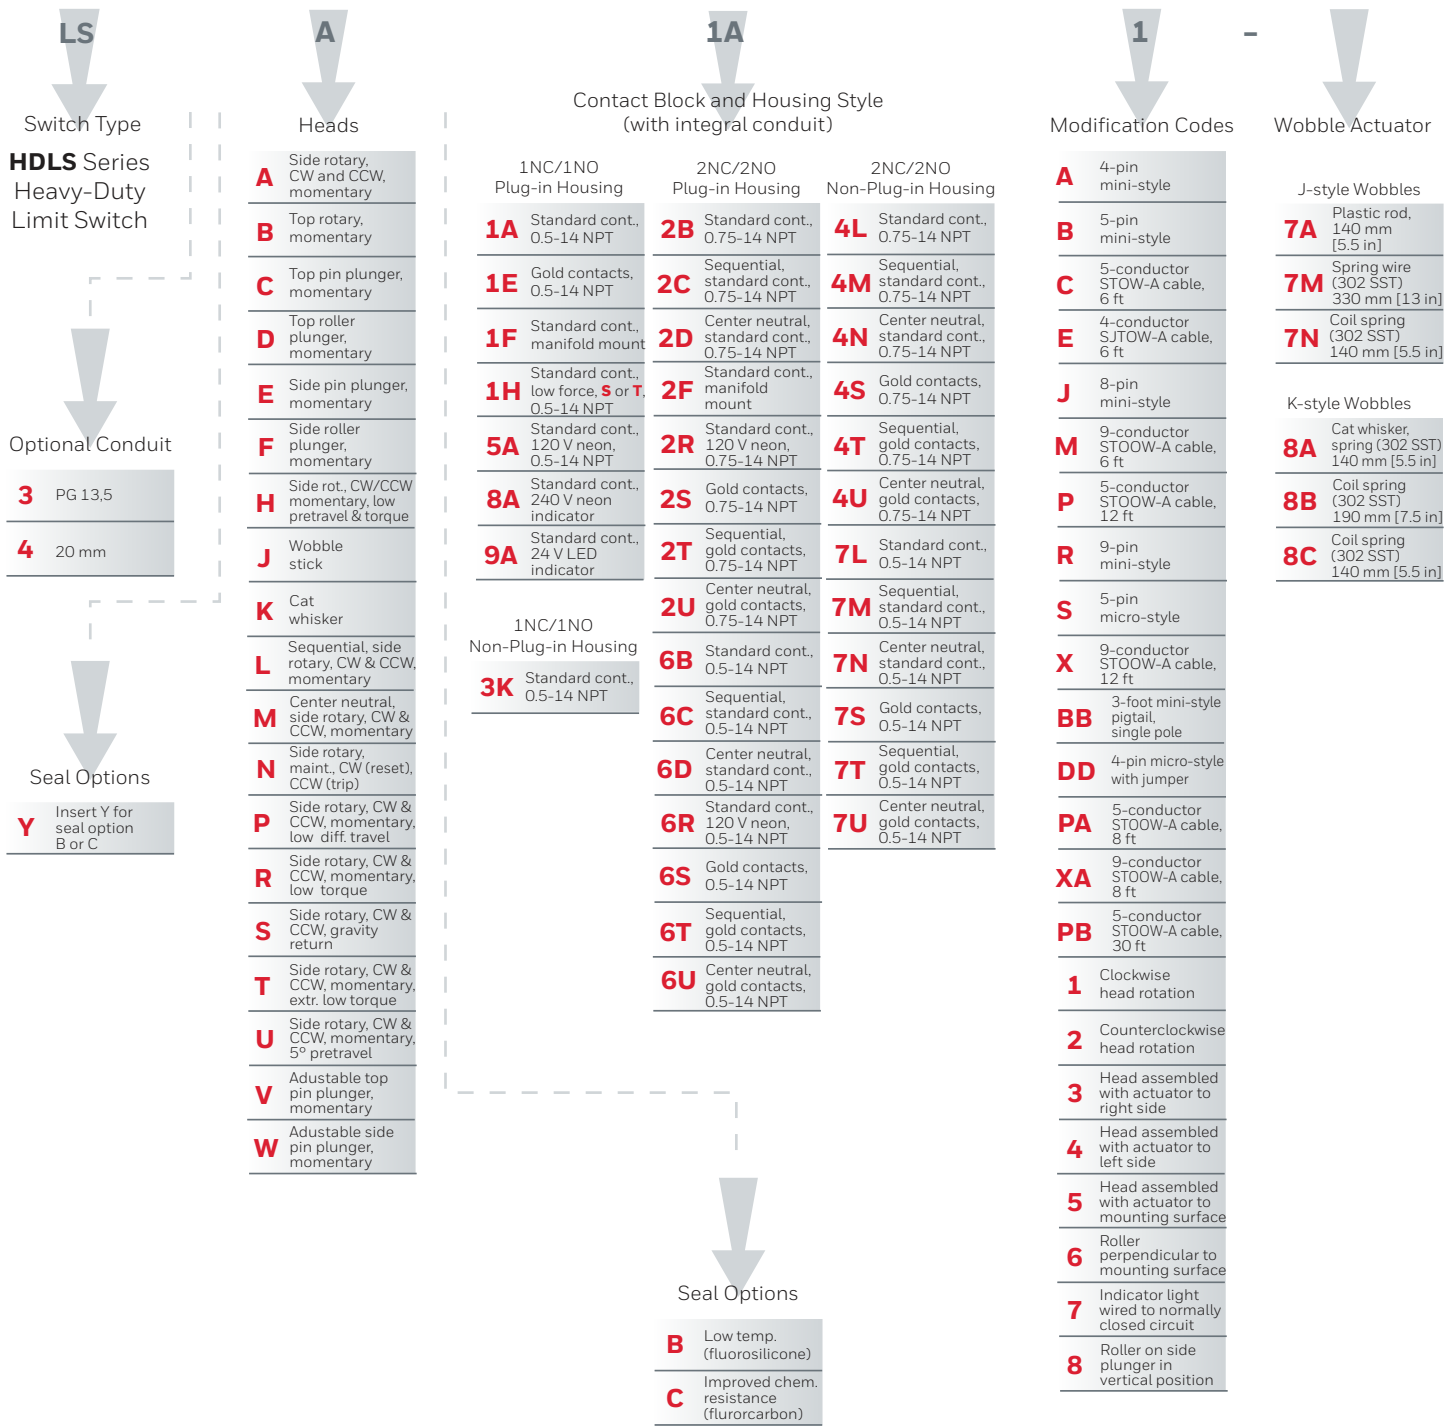 LS
A
1A
1
-
Switch Type
HDLS Series
Heavy-Duty
Limit Switch
Optional Conduit
3 PG 13,5
4 20 mm
Seal Options
Y Insert Y for
seal option
B or C
Heads
A Side rotary,
CW and CCW,
momentary
B Top rotary,
momentary
C Top pin plunger,
momentary
D Top roller
plunger,
momentary
E Side pin plunger,
momentary
F Side roller
plunger,
momentary
H Side rot., CW/CCW
momentary, low
pretravel & torque
J Wobble
stick
K Cat
whisker
L Sequential, side
rotary, CW & CCW,
momentary
M Center neutral,
side rotary, CW &
CCW, momentary
N Side rotary,
maint., CW (reset),
CCW (trip)
P Side rotary, CW &
CCW, momentary,
low diff. travel
R Side rotary, CW &
CCW, momentary,
low torque
S Side rotary, CW &
CCW, gravity
return
T Side rotary, CW &
CCW, momentary,
extr. low torque
U Side rotary, CW &
CCW, momentary,
5° pretravel
V Adustable top
pin plunger,
momentary
W Adustable side
pin plunger,
momentary
Contact Block and Housing Style
(with integral conduit)
1NC/1NO
Plug-in Housing
1A Standard cont.,
0.5-14 NPT
1E Gold contacts,
0.5-14 NPT
1F Standard cont.,
manifold mount
1H Standard cont.,
low force, S or T,
0.5-14 NPT
5A Standard cont.,
120 V neon,
0.5-14 NPT
8A Standard cont.,
240 V neon
indicator
9A Standard cont.,
24 V LED
indicator
1NC/1NO
Non-Plug-in Housing
3K Standard cont.,
0.5-14 NPT
2NC/2NO
Plug-in Housing
2B Standard cont.,
0.75-14 NPT
2C Sequential,
standard cont.,
0.75-14 NPT
2D Center neutral,
standard cont.,
0.75-14 NPT
2F Standard cont.,
manifold
mount
2R Standard cont.,
120 V neon,
0.75-14 NPT
2S Gold contacts,
0.75-14 NPT
2T Sequential,
gold contacts,
0.75-14 NPT
2U Center neutral,
gold contacts,
0.75-14 NPT
6B Standard cont.,
0.5-14 NPT
6C Sequential,
standard cont.,
0.5-14 NPT
6D Center neutral,
standard cont.,
0.5-14 NPT
6R Standard cont.,
120 V neon,
0.5-14 NPT
6S Gold contacts,
0.5-14 NPT
6T Sequential,
gold contacts,
0.5-14 NPT
6U Center neutral,
gold contacts,
0.5-14 NPT
2NC/2NO
Non-Plug-in Housing
4L Standard cont.,
0.75-14 NPT
4M Sequential,
standard cont.,
0.75-14 NPT
4N Center neutral,
standard cont.,
0.75-14 NPT
4S Gold contacts,
0.75-14 NPT
4T Sequential,
gold contacts,
0.75-14 NPT
4U Center neutral,
gold contacts,
0.75-14 NPT
7L Standard cont.,
0.5-14 NPT
7M Sequential,
standard cont.,
0.5-14 NPT
7N Center neutral,
standard cont.,
0.5-14 NPT
7S Gold contacts,
0.5-14 NPT
7T Sequential,
gold contacts,
0.5-14 NPT
7U Center neutral,
gold contacts,
0.5-14 NPT
Seal Options
B Low temp.
(fluorosilicone)
C Improved chem.
resistance
(flurorcarbon)
Modification Codes
A 4-pin
mini-style
B 5-pin
mini-style
C 5-conductor
STOW-A cable,
6 ft
E 4-conductor
SJTOW-A cable,
6 ft
J 8-pin
mini-style
M 9-conductor
STOOW-A cable,
6 ft
P 5-conductor
STOOW-A cable,
12 ft
R 9-pin
mini-style
S 5-pin
micro-style
X 9-conductor
STOOW-A cable,
12 ft
BB 3-foot mini-style
pigtail,
single pole
DD 4-pin micro-style
with jumper
PA 5-conductor
STOOW-A cable,
8 ft
XA 9-conductor
STOOW-A cable,
8 ft
PB 5-conductor
STOOW-A cable,
30 ft
1 Clockwise
head rotation
2 Counterclockwise
head rotation
3 Head assembled
with actuator to
right side
4 Head assembled
with actuator to
left side
5 Head assembled
with actuator to
mounting surface
6 Roller
perpendicular to
mounting surface
7 Indicator light
wired to normally
closed circuit
8 Roller on side
plunger in
vertical position
Wobble Actuator
J-style Wobbles
7A Plastic rod,
140 mm
[5.5 in]
7M Spring wire
(302 SST)
330 mm [13 in]
7N Coil spring
(302 SST)
140 mm [5.5 in]
K-style Wobbles
8A Cat whisker,
spring (302 SST)
140 mm [5.5 in]
8B Coil spring
(302 SST)
190 mm [7.5 in]
8C Coil spring
(302 SST)
140 mm [5.5 in]